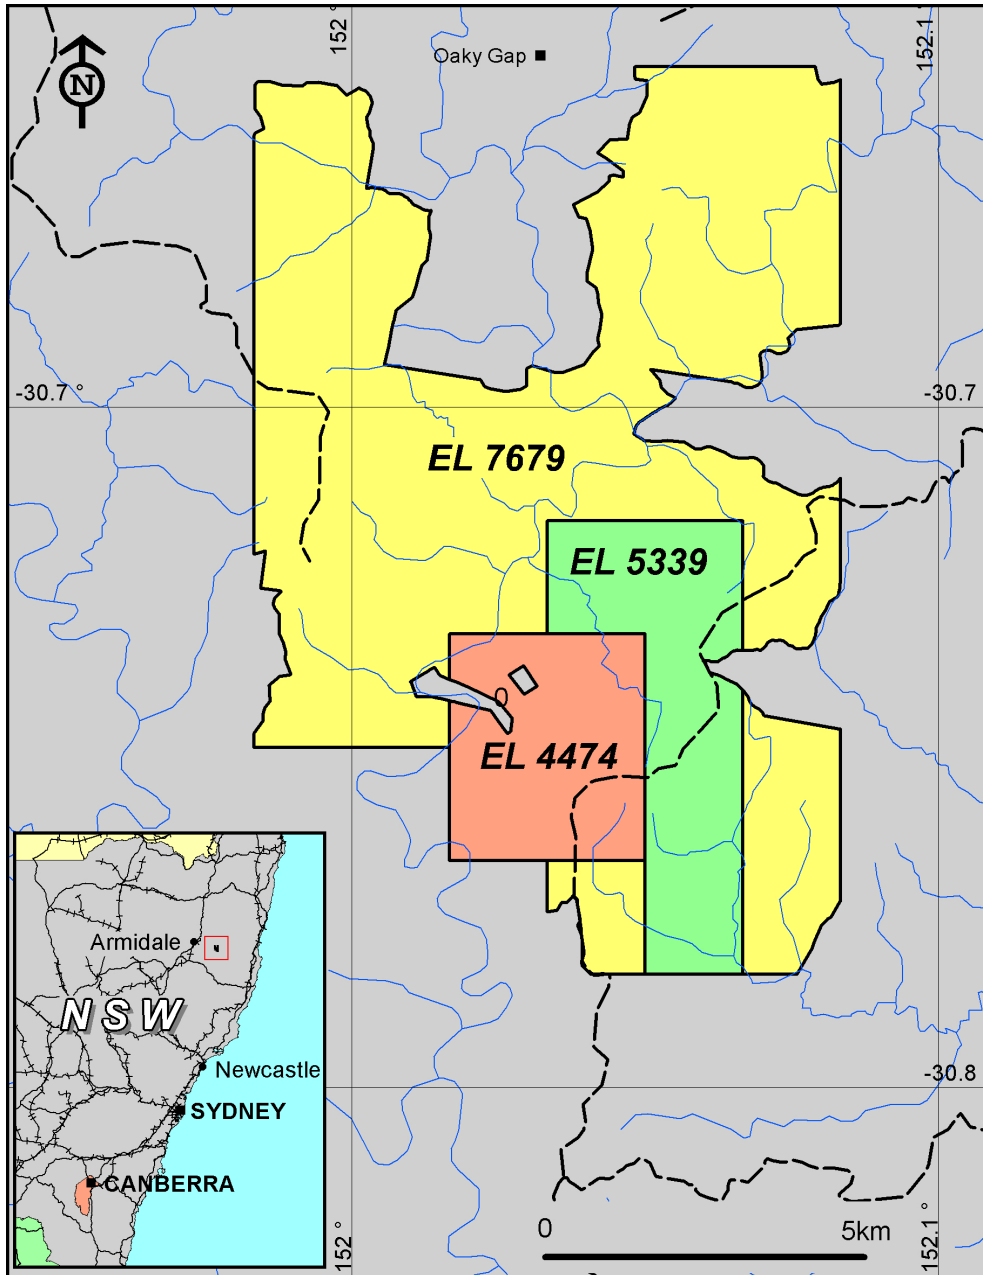 152 °
152.1 °
N
Oaky Gap
-30.7 °
-30.7
EL 7679
EL 5339
EL 4474
Armidale
NSW
Newcastle
SYDNEY
CANBERRA
-30.8
0
5km
152 °
152.1 °